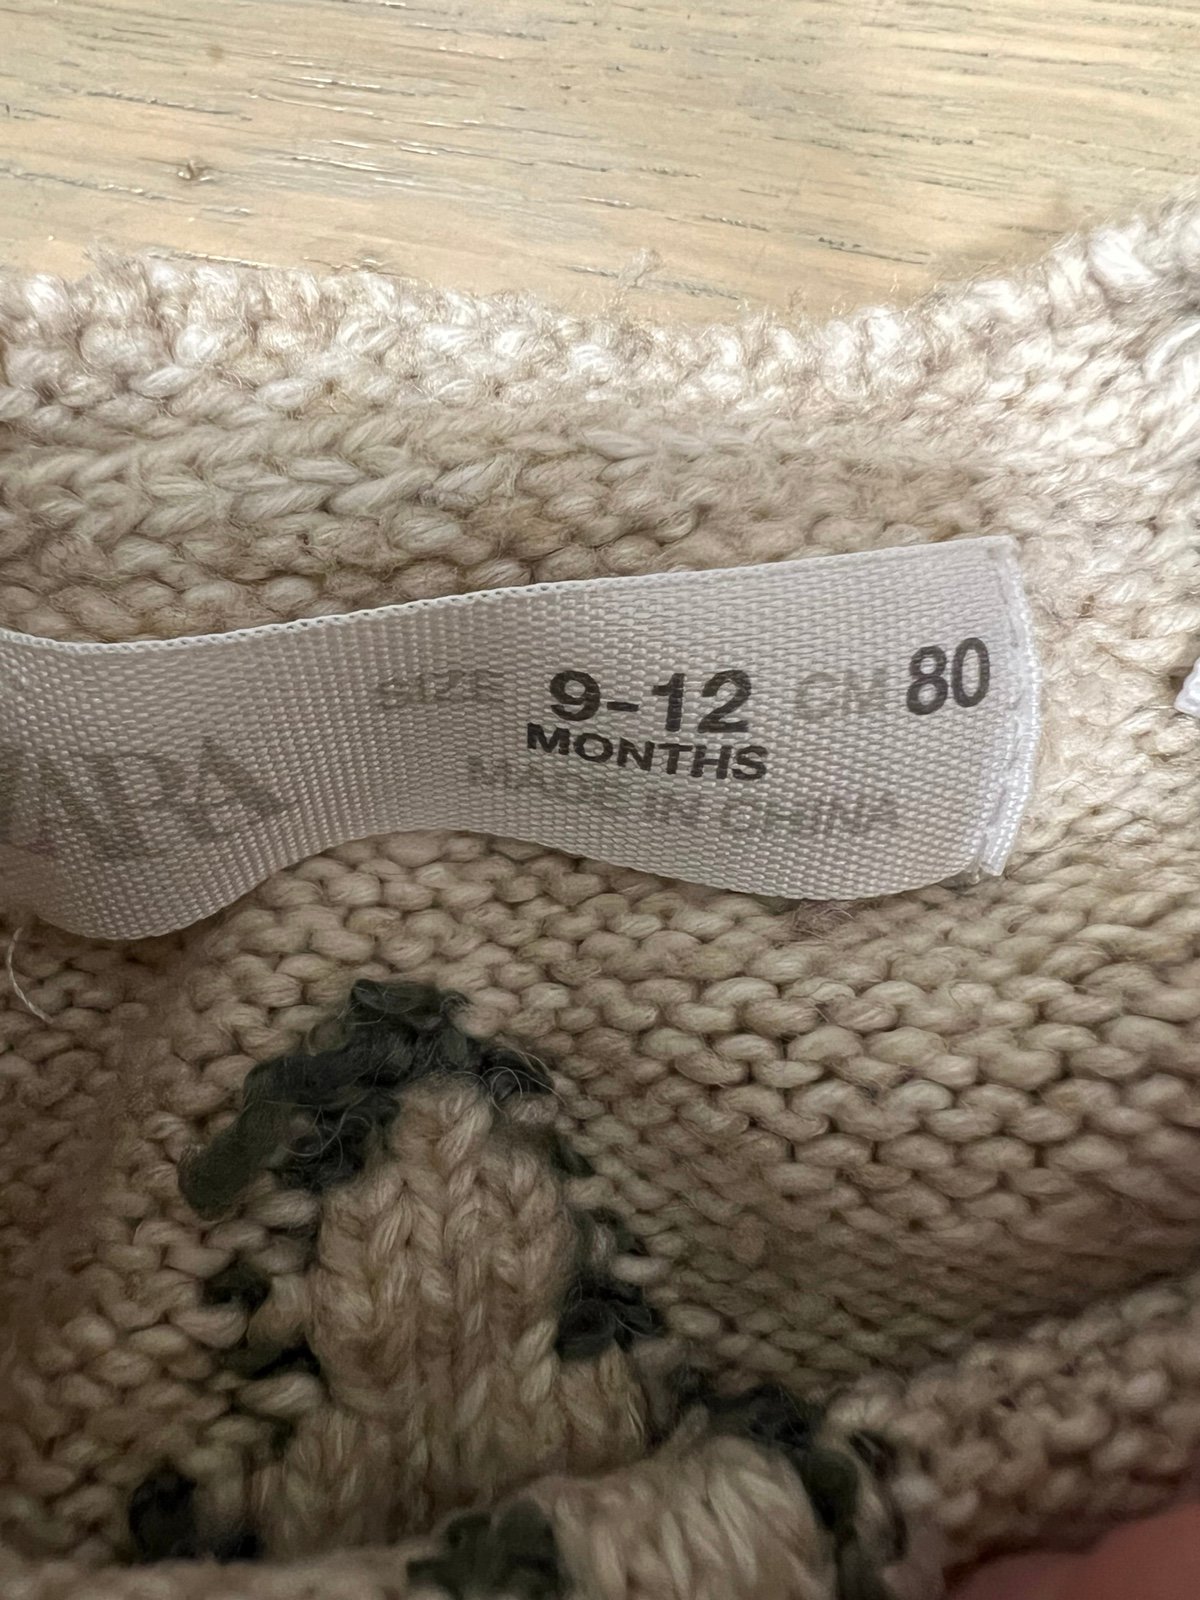 SIZE 9-12 CM 80
MONTHS
MADE IN CHINA